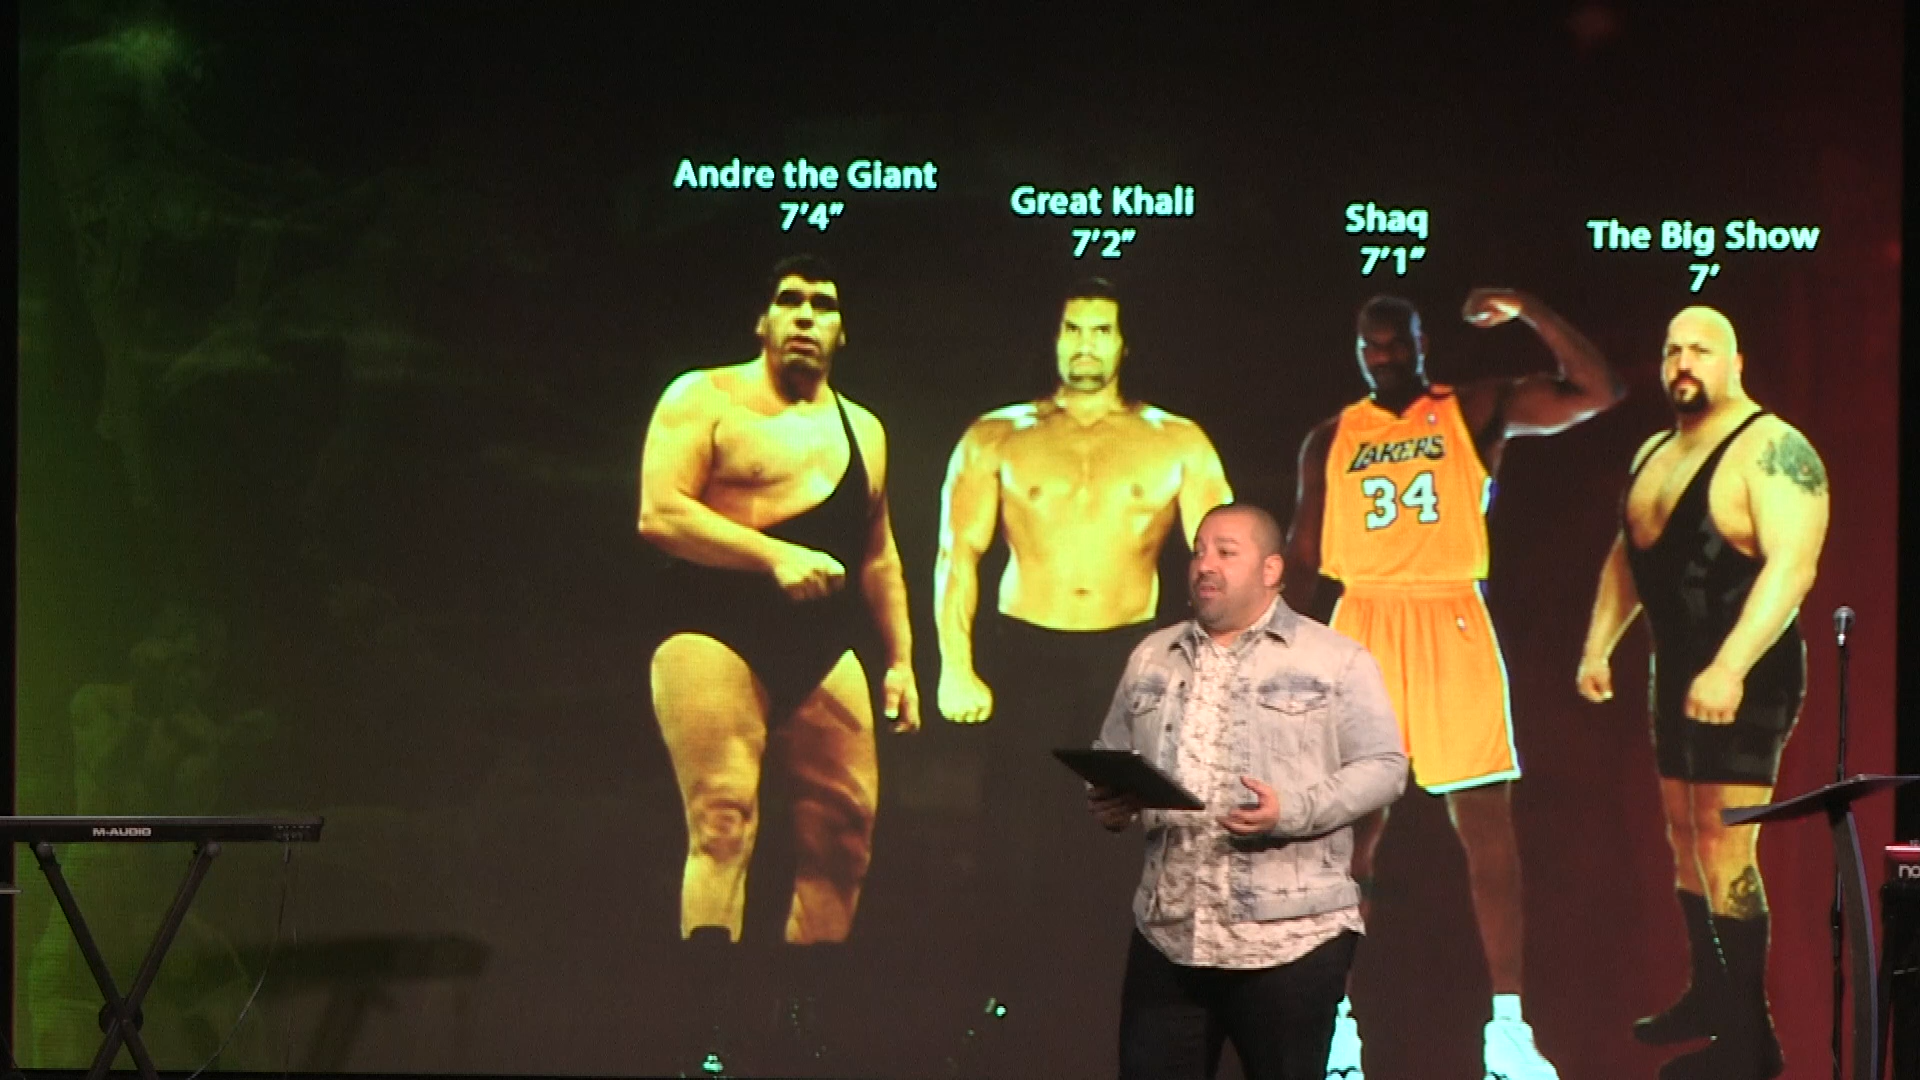 Andre the Giant
7'4"
Great Khali
7'2"
Shaq
7'1"
The Big Show
7'
LAKERS
34
M-AUDIO